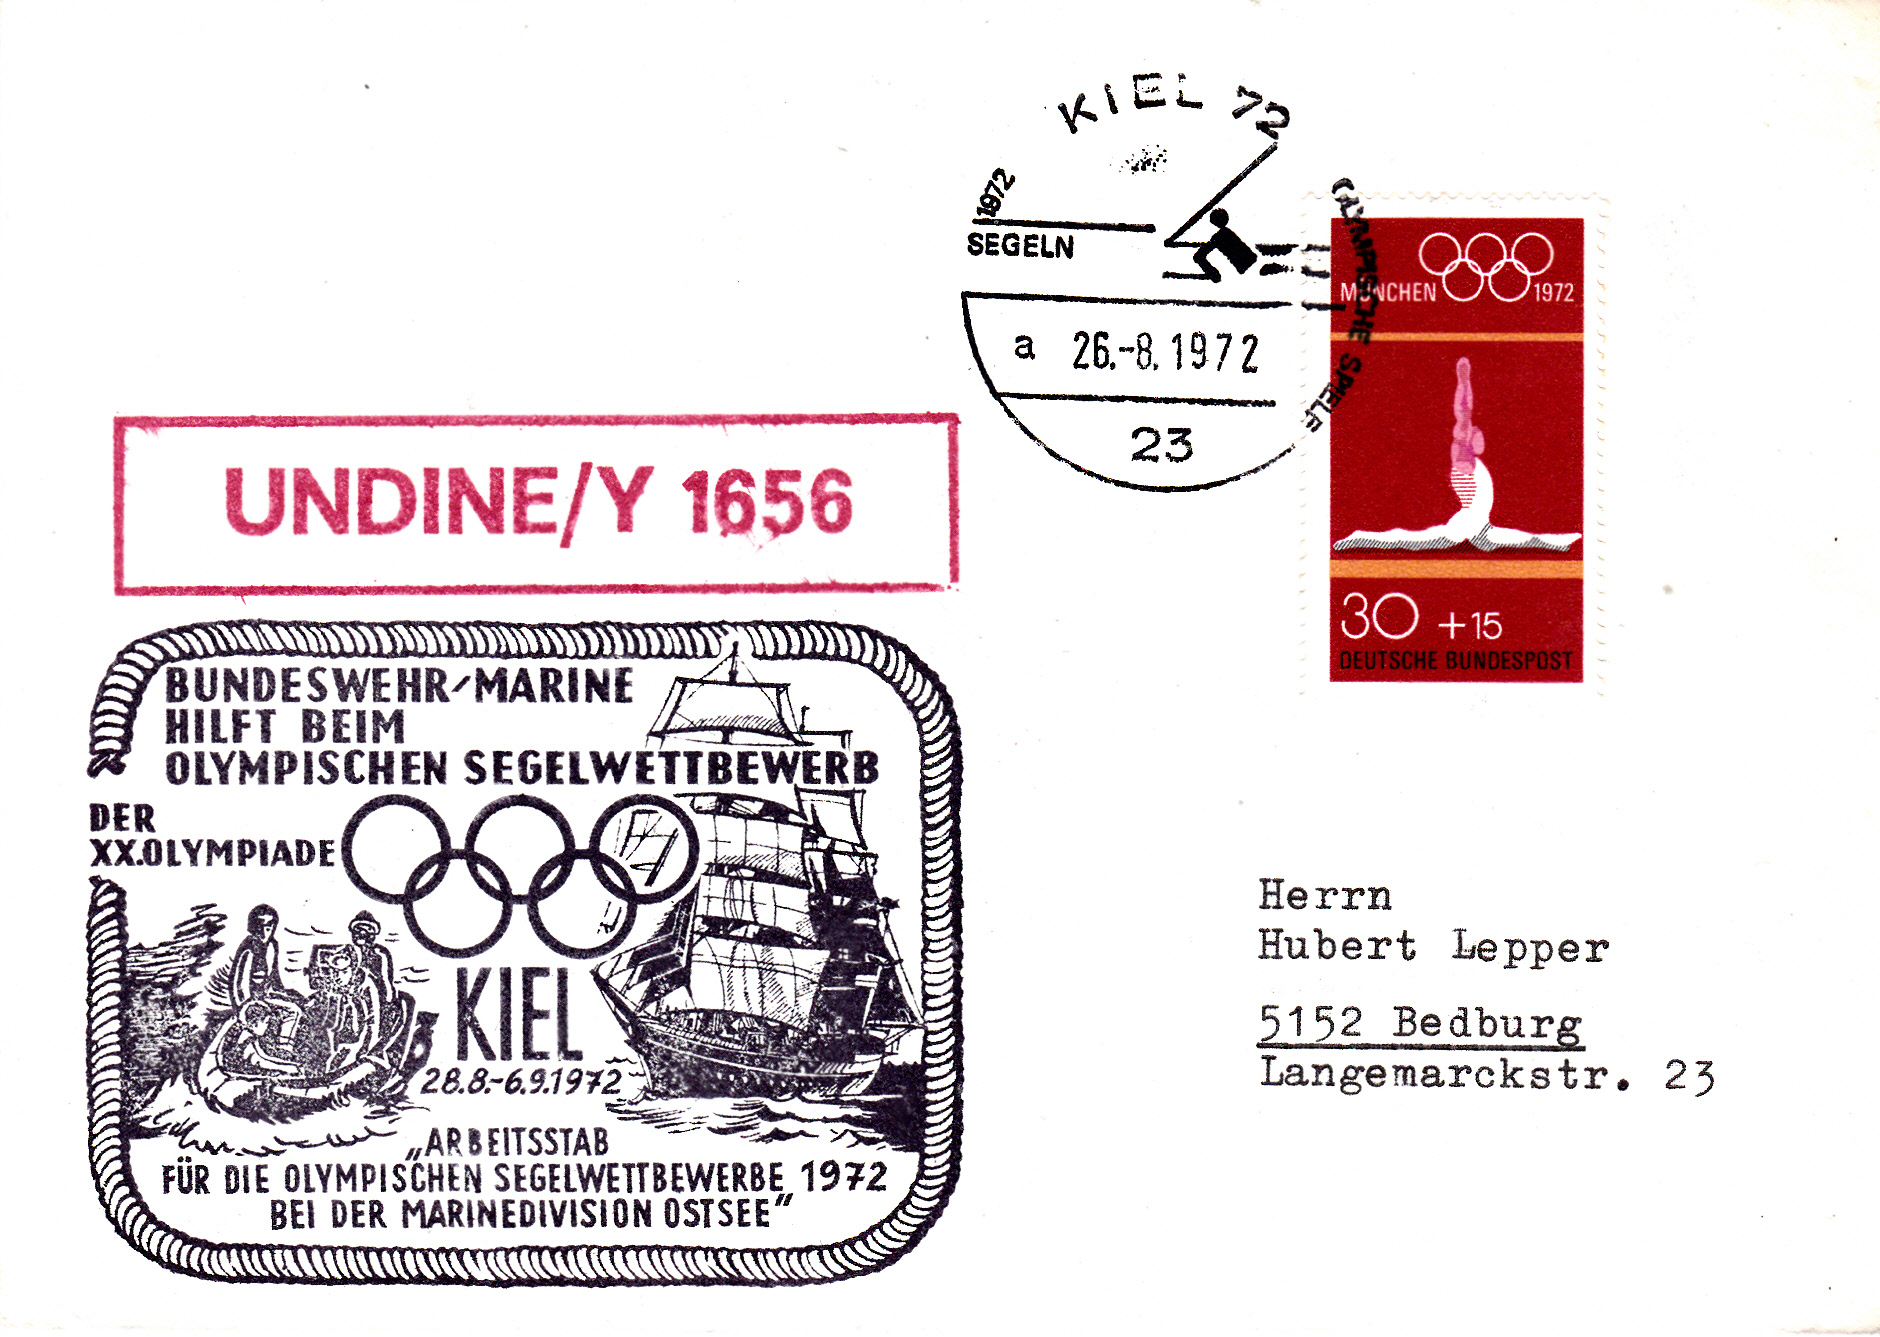 KIEL 72
1972
OLYMPISCHE SPIELE
SEGELN
a 26.-8.1972
23
MÜNCHEN 1972
30 +15
DEUTSCHE BUNDESPOST
UNDINE/Y 1656
BUNDESWEHR-MARINE
HILFT BEIM
OLYMPISCHEN SEGELWETTBEWERB
DER
XX.OLYMPIADE
KIEL
28.8.-6.9.1972
„ARBEITSSTAB
FÜR DIE OLYMPISCHEN SEGELWETTBEWERBE 1972
BEI DER MARINEDIVISION OSTSEE"
Herrn
Hubert Lepper
5152 Bedburg
Langemarckstr. 23